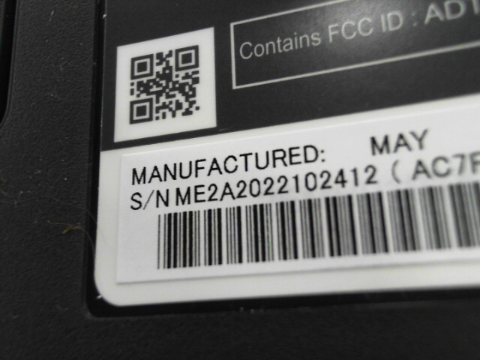 Contains FCC ID : AD
MANUFACTURED: MAY
S/N ME2A2022102412 ( AC7